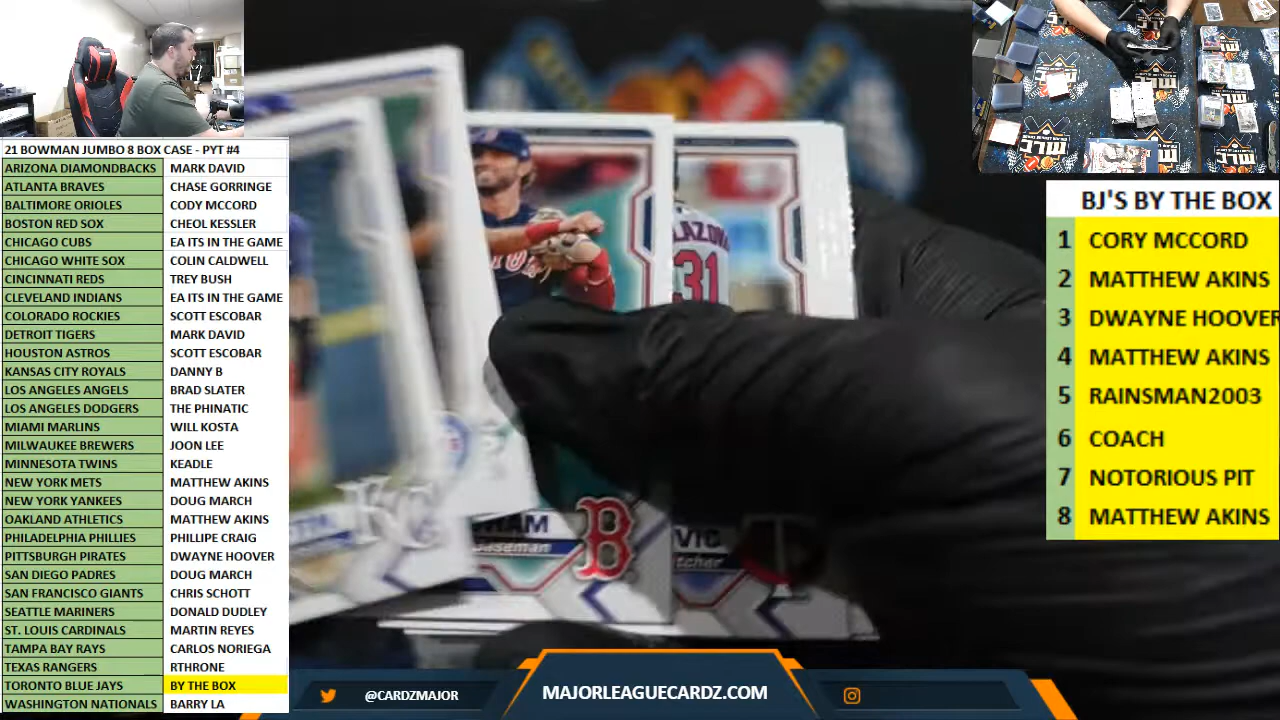 21 BOWMAN JUMBO 8 BOX CASE - PYT #4
ARIZONA DIAMONDBACKS MARK DAVID
ATLANTA BRAVES CHASE GORRINGE
BALTIMORE ORIOLES CODY MCCORD
BOSTON RED SOX CHEOL KESSLER
CHICAGO CUBS EA ITS IN THE GAME
CHICAGO WHITE SOX COLIN CALDWELL
CINCINNATI REDS TREY BUSH
CLEVELAND INDIANS EA ITS IN THE GAME
COLORADO ROCKIES SCOTT ESCOBAR
DETROIT TIGERS MARK DAVID
HOUSTON ASTROS SCOTT ESCOBAR
KANSAS CITY ROYALS DANNY B
LOS ANGELES ANGELS BRAD SLATER
LOS ANGELES DODGERS THE PHINATIC
MIAMI MARLINS WILL KOSTA
MILWAUKEE BREWERS JOON LEE
MINNESOTA TWINS KEADLE
NEW YORK METS MATTHEW AKINS
NEW YORK YANKEES DOUG MARCH
OAKLAND ATHLETICS MATTHEW AKINS
PHILADELPHIA PHILLIES PHILLIPE CRAIG
PITTSBURGH PIRATES DWAYNE HOOVER
SAN DIEGO PADRES DOUG MARCH
SAN FRANCISCO GIANTS CHRIS SCHOTT
SEATTLE MARINERS DONALD DUDLEY
ST. LOUIS CARDINALS MARTIN REYES
TAMPA BAY RAYS CARLOS NORIEGA
TEXAS RANGERS RTHRONE
TORONTO BLUE JAYS BY THE BOX
WASHINGTON NATIONALS BARRY LA
LAZOV
31
KC
B
VIC
tcher
BJ'S BY THE BOX
1 CORY MCCORD
2 MATTHEW AKINS
3 DWAYNE HOOVER
4 MATTHEW AKINS
5 RAINSMAN2003
6 COACH
7 NOTORIOUS PIT
8 MATTHEW AKINS
@CARDZMAJOR
MAJORLEAGUECARDZ.COM